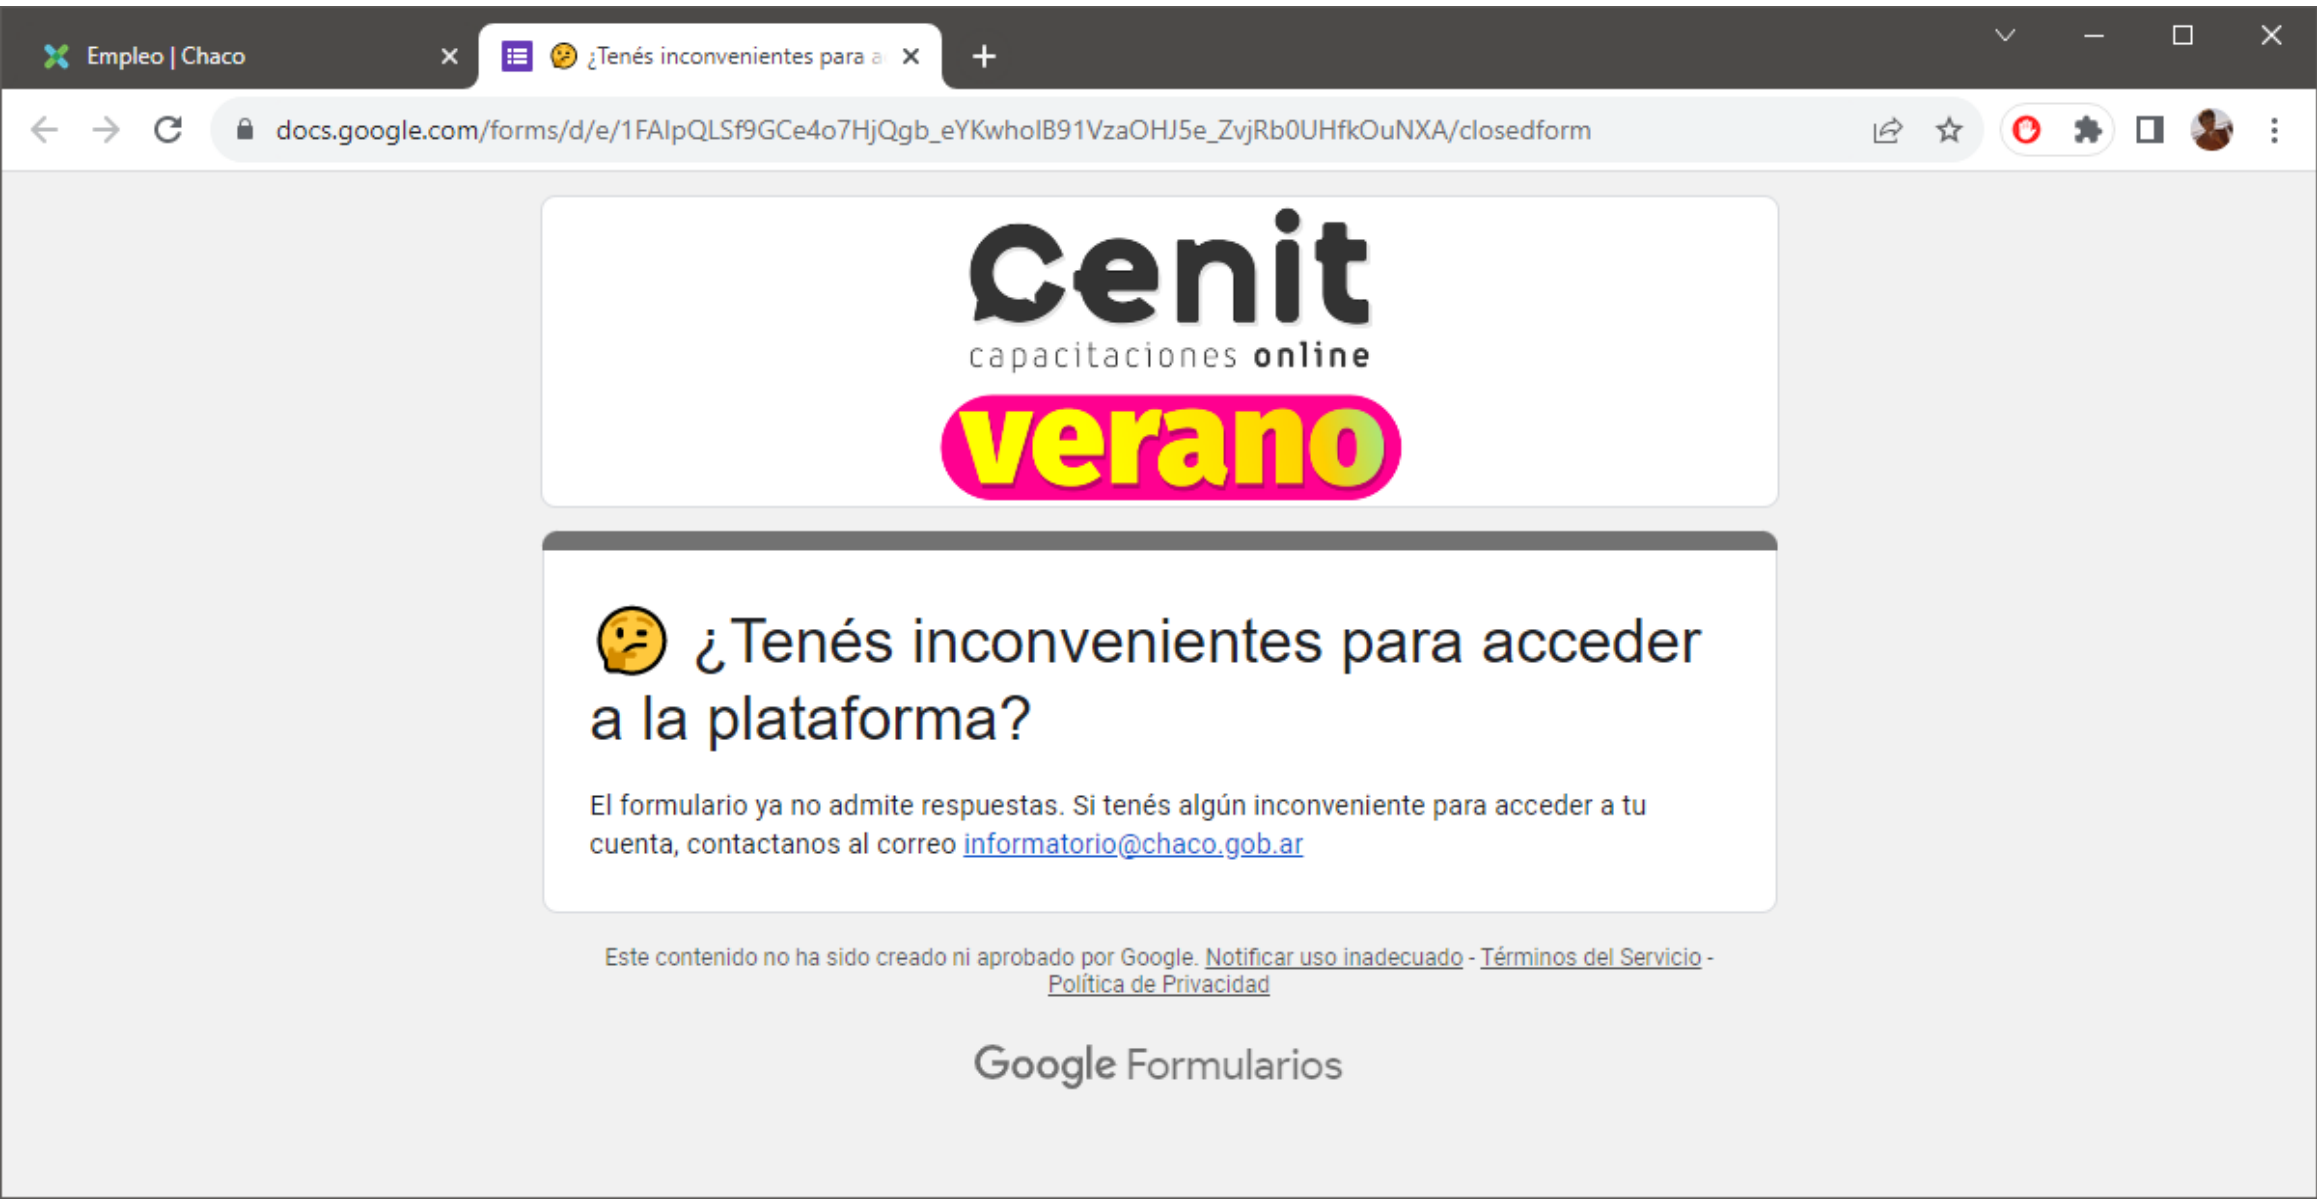 Empleo | Chaco
🤔 ¿Tenés inconvenientes para a
docs.google.com/forms/d/e/1FAIpQLSf9GCe4o7HjQgb_eYKwholB91VzaOHJ5e_ZvjRb0UHfkOuNXA/closedform
Cenit
capacitaciones online
verano
🤔 ¿Tenés inconvenientes para acceder
a la plataforma?
El formulario ya no admite respuestas. Si tenés algún inconveniente para acceder a tu
cuenta, contactanos al correo informatorio@chaco.gob.ar
Este contenido no ha sido creado ni aprobado por Google. Notificar uso inadecuado - Términos del Servicio -
Política de Privacidad
Google Formularios